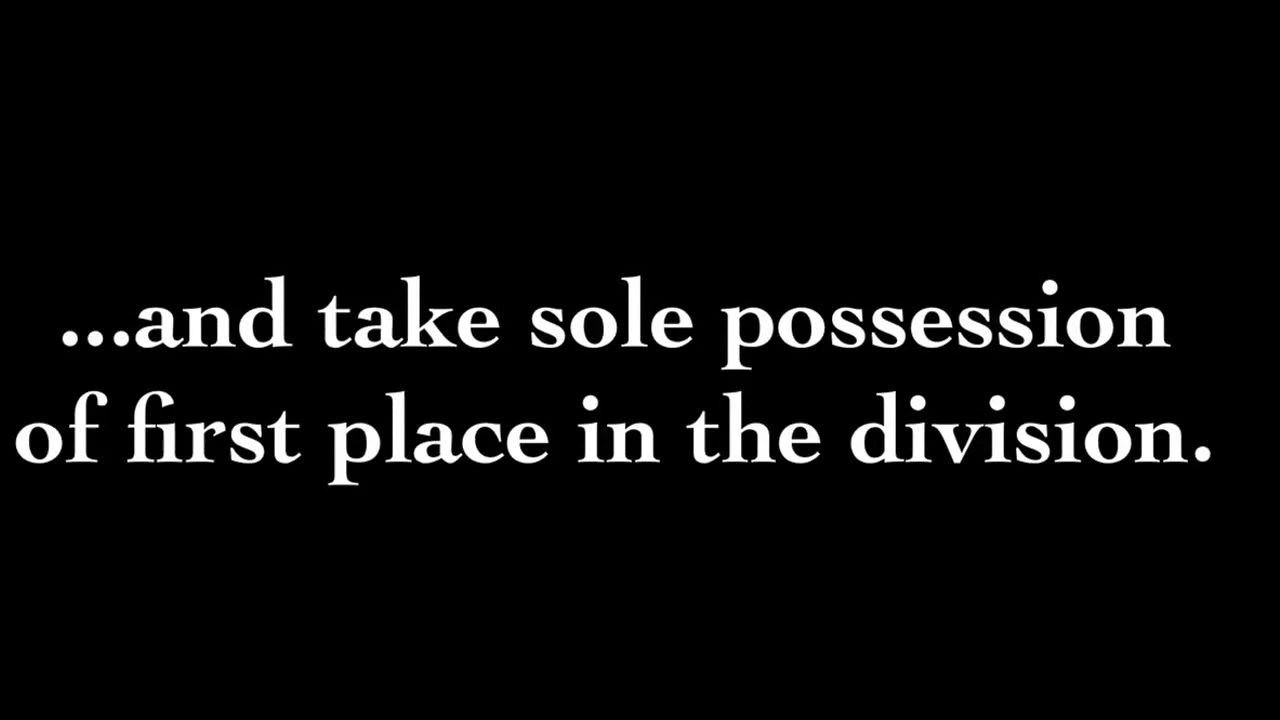 ...and take sole possession
of first place in the division.